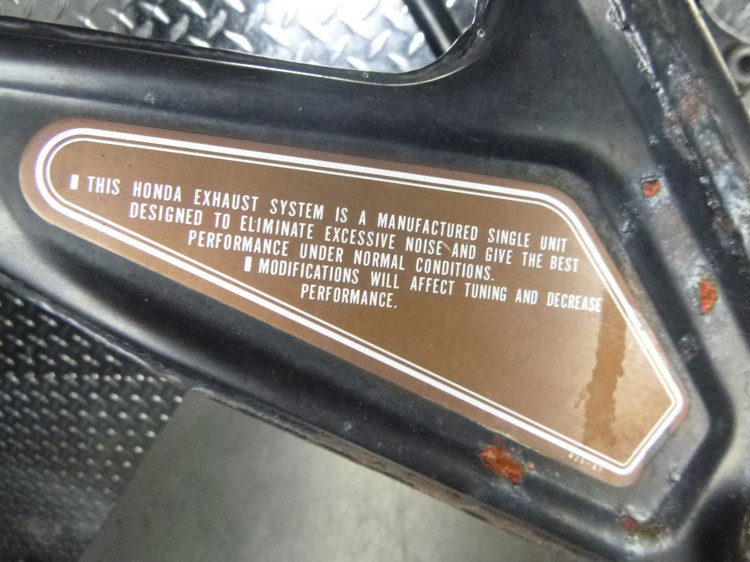 ▮ THIS HONDA EXHAUST SYSTEM IS A MANUFACTURED SINGLE UNIT
DESIGNED TO ELIMINATE EXCESSIVE NOISE AND GIVE THE BEST
PERFORMANCE UNDER NORMAL CONDITIONS.
▮ MODIFICATIONS WILL AFFECT TUNING AND DECREASE
PERFORMANCE.